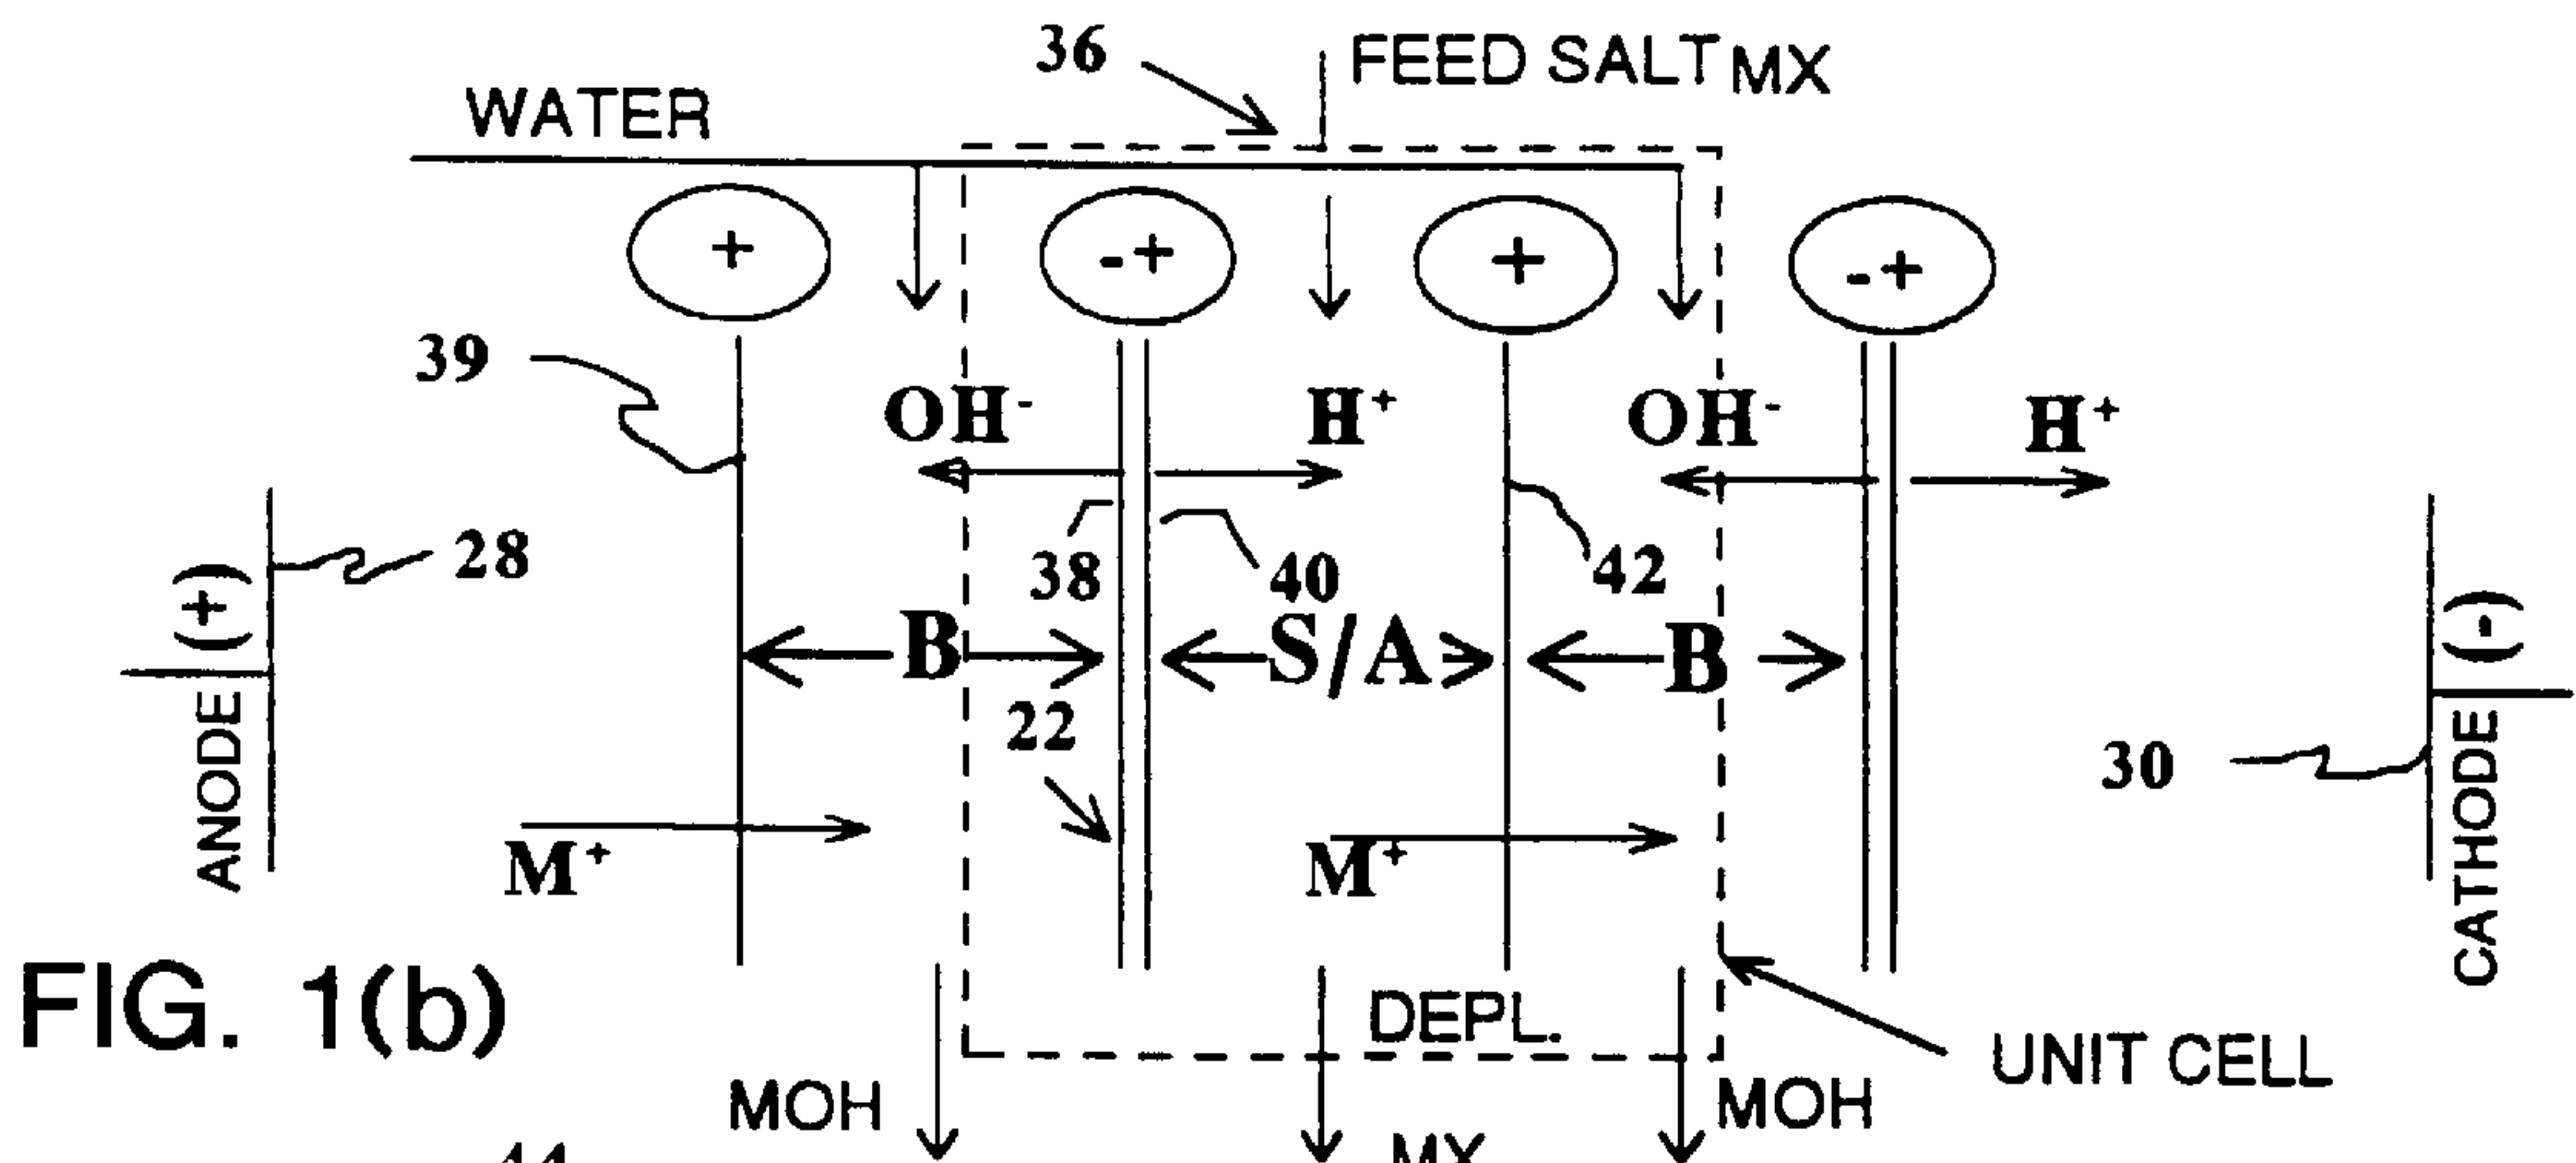 36
FEED SALT MX
WATER
+
-+
+
-+
39
OH-
H+
OH-
H+
28
38
40
42
(+)
ANODE
B
S/A
B
(-)
CATHODE
22
30
M+
M+
FIG. 1(b)
DEPL.
UNIT CELL
MOH
MOH